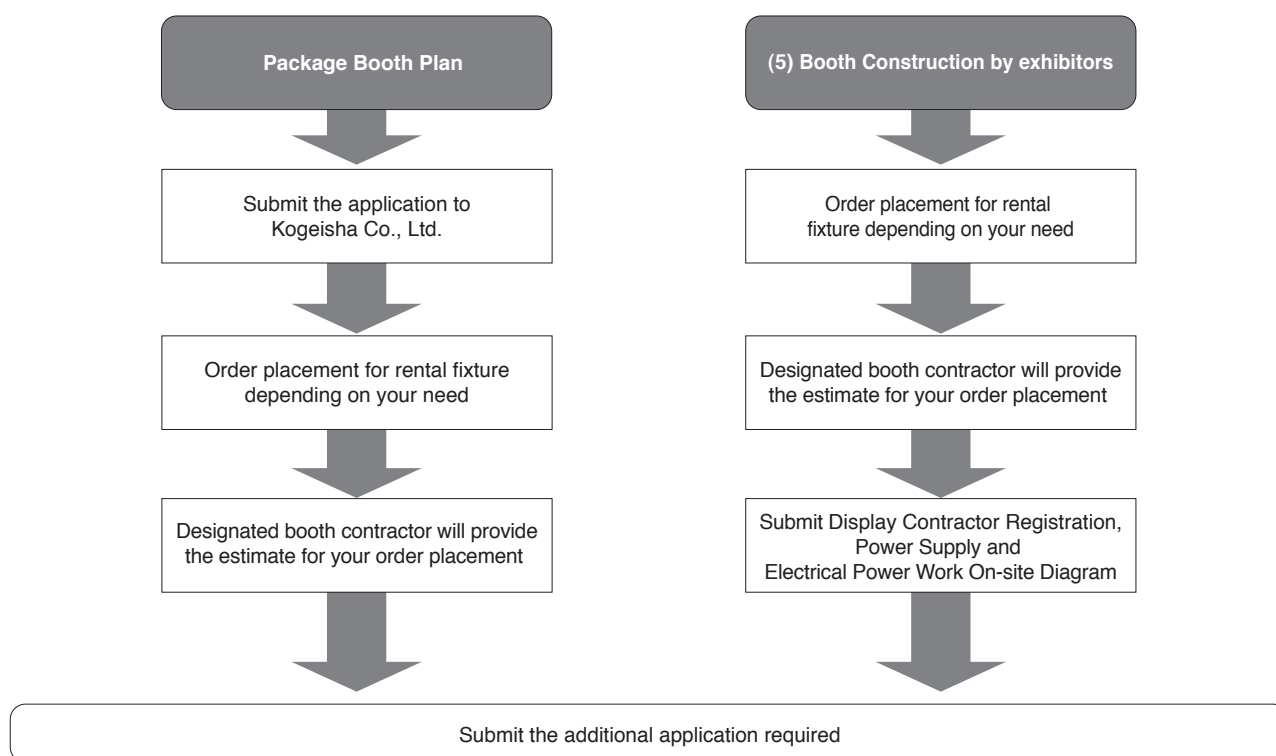 Package Booth Plan
Submit the application to
Kogeisha Co., Ltd.
Order placement for rental fixture
depending on your need
Designated booth contractor will provide
the estimate for your order placement
(5) Booth Construction by exhibitors
Order placement for rental
fixture depending on your need
Designated booth contractor will provide
the estimate for your order placement
Submit Display Contractor Registration,
Power Supply and
Electrical Power Work On-site Diagram
Submit the additional application required